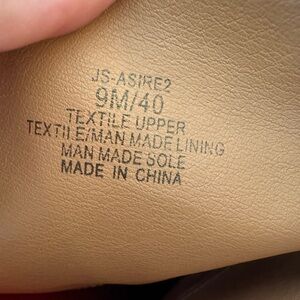 JS-ASIRE2
9M/40
TEXTILE UPPER
TEXTILE/MAN MADE LINING
MAN MADE SOLE
MADE IN CHINA